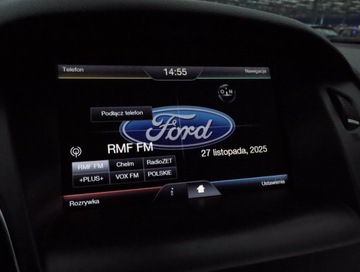 Telefon
14:55
Nawigacja
N
Podłącz telefon
Ford
RMF FM
27 listopada, 2025
RMF FM Chełm RadioZET
+PLUS+ VOX FM POLSKIE
Rozrywka
i
Ustawienia